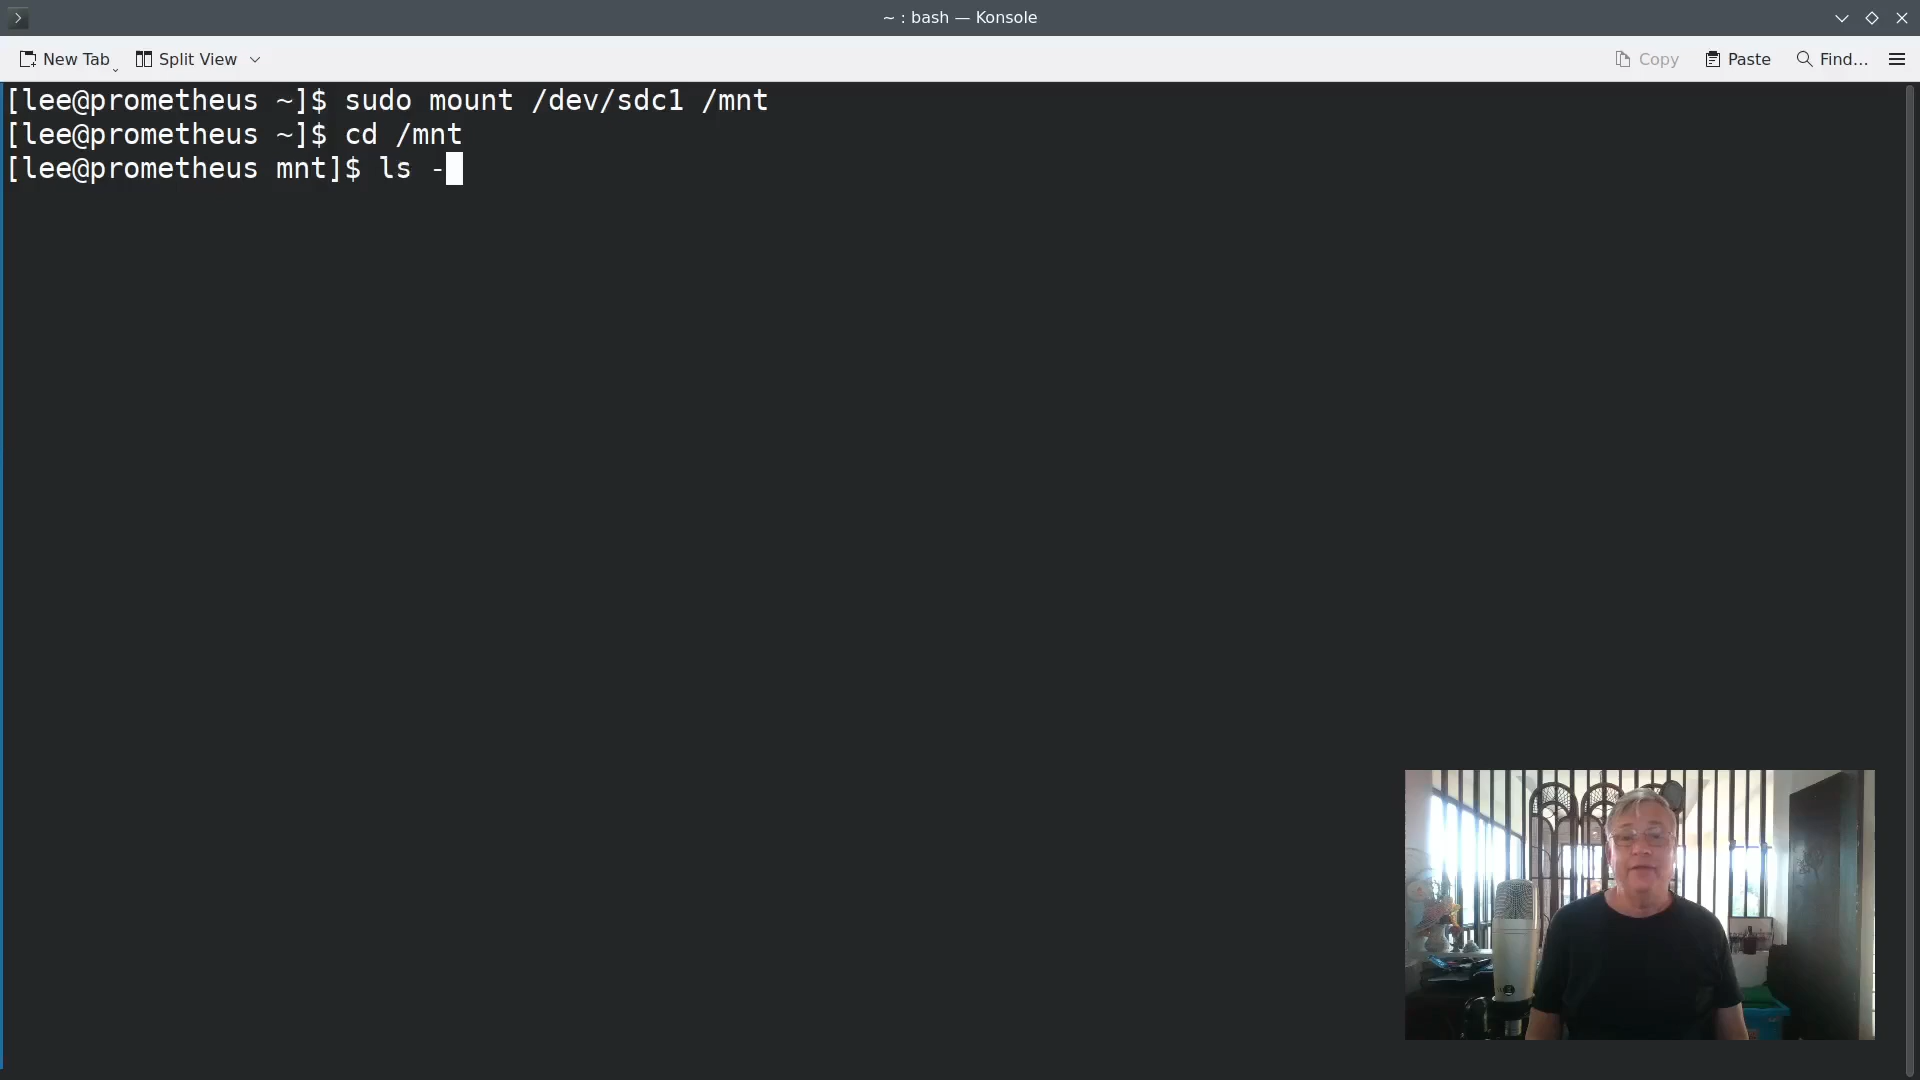 ~ : bash — Konsole
New Tab Split View Copy Paste Find...
[lee@prometheus ~]$ sudo mount /dev/sdc1 /mnt
[lee@prometheus ~]$ cd /mnt
[lee@prometheus mnt]$ ls -